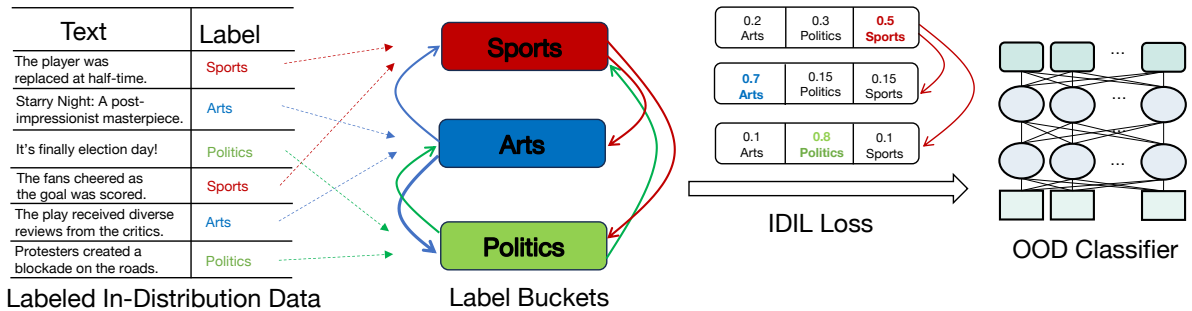 Text Label
The player was
replaced at half-time.
Sports
Starry Night: A post-
impressionist masterpiece.
Arts
It's finally election day!
Politics
The fans cheered as
the goal was scored.
Sports
The play received diverse
reviews from the critics.
Arts
Protesters created a
blockade on the roads.
Politics
Labeled In-Distribution Data
Sports
Arts
Politics
Label Buckets
0.2 0.3 0.5
Arts Politics Sports
0.7 0.15 0.15
Arts Politics Sports
0.1 0.8 0.1
Arts Politics Sports
IDIL Loss
...
...
...
...
...
OOD Classifier